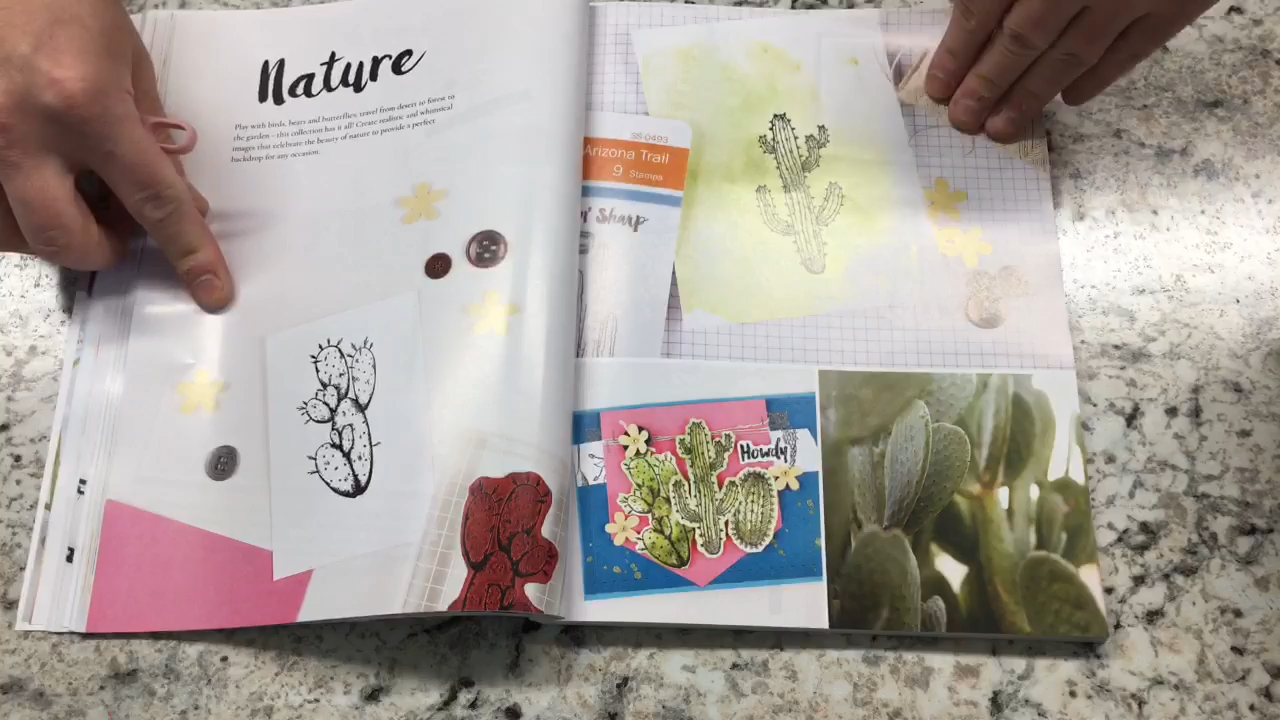 Nature
Play with birds, bears and butterflies, travel from desert to forest to
the garden – this collection has it all! Create realistic and whimsical
images that celebrate the beauty of nature to provide a perfect
backdrop for any occasion.
SS-0493
Arizona Trail
9 Stamps
Sharp
Howdy